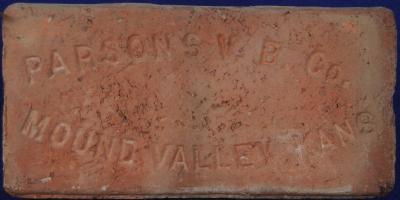 PARSONS V. B. Co.
MOUND VALLEY KANS